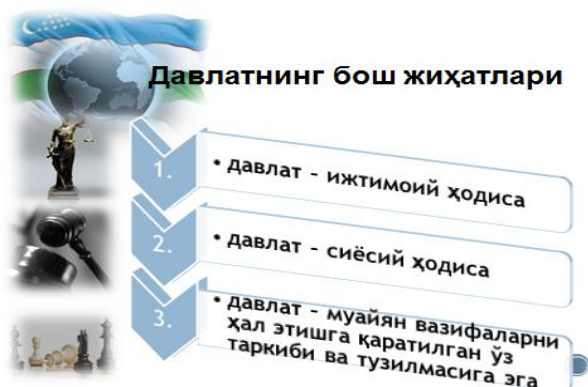 Давлатнинг бош жиҳатлари
1.
• давлат - ижтимоий ҳодиса
2.
• давлат - сиёсий ҳодиса
3.
• давлат - муайян вазифаларни
ҳал этишга қаратилган ўз
таркиби ва тузилмасига эга